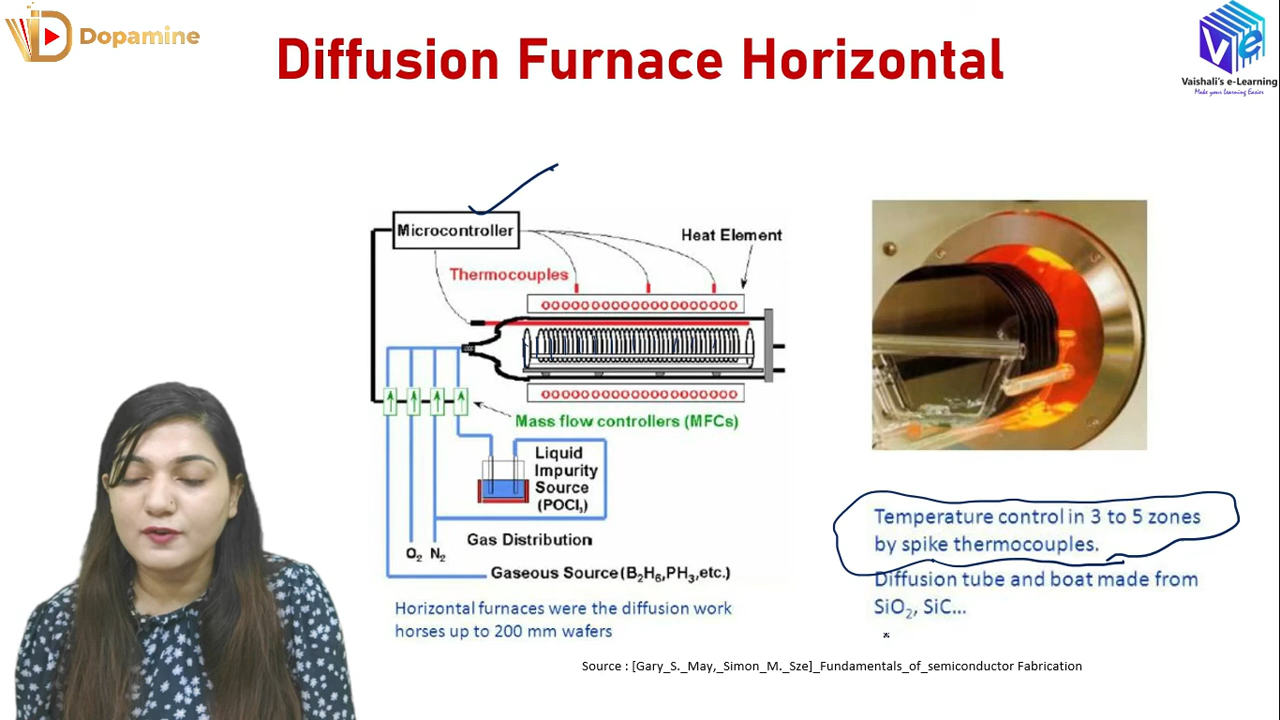 Dopamine
Diffusion Furnace Horizontal
Vaishali's e-Learning
Make your Learning Easier
Microcontroller
Heat Element
Thermocouples
Mass flow controllers (MFCs)
Liquid
Impurity
Source
(POCl₃)
O₂ N₂
Gas Distribution
Gaseous Source(B₂H₆,PH₃,etc.)
Horizontal furnaces were the diffusion work
horses up to 200 mm wafers
Temperature control in 3 to 5 zones
by spike thermocouples.
Diffusion tube and boat made from
SiO₂, SiC...
Source : [Gary_S._May,_Simon_M._Sze]_Fundamentals_of_semiconductor Fabrication